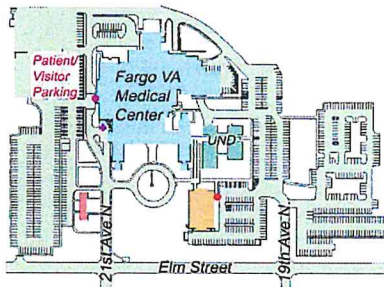 Patient/
Visitor
Parking
Fargo VA
Medical
Center
UND
21st. Ave N.
19th Ave N.
Elm Street